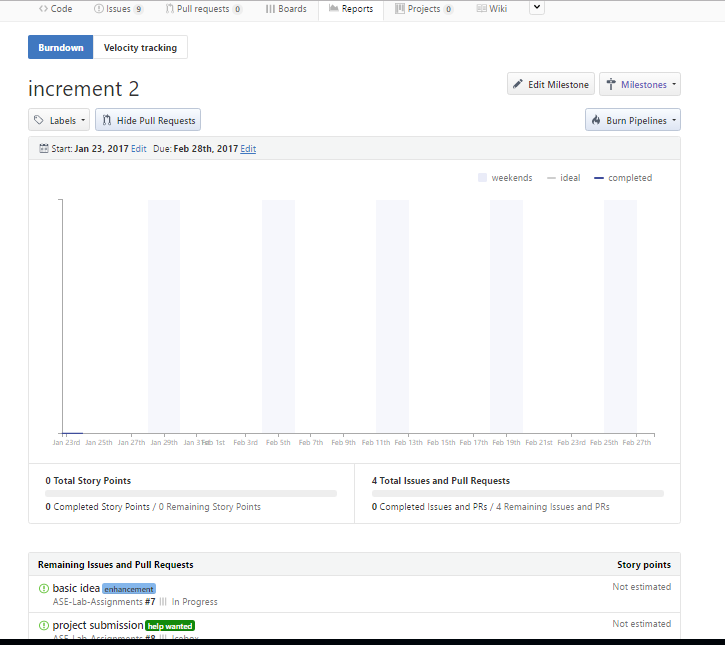 Code Issues 9 Pull requests 0 Boards Reports Projects 0 Wiki
Burndown Velocity tracking
increment 2
Edit Milestone Milestones
Labels Hide Pull Requests Burn Pipelines
Start: Jan 23, 2017 Edit Due: Feb 28th, 2017 Edit
weekends ideal completed
Jan 23rd Jan 25th Jan 27th Jan 29th Jan 31st Feb 1st Feb 3rd Feb 5th Feb 7th Feb 9th Feb 11th Feb 13th Feb 15th Feb 17th Feb 19th Feb 21st Feb 23rd Feb 25th Feb 27th
0 Total Story Points
0 Completed Story Points / 0 Remaining Story Points
4 Total Issues and Pull Requests
0 Completed Issues and PRs / 4 Remaining Issues and PRs
Remaining Issues and Pull Requests Story points
basic idea enhancement Not estimated
ASE-Lab-Assignments #7 In Progress
project submission help wanted Not estimated
ASE-Lab-Assignments #8 Icebox